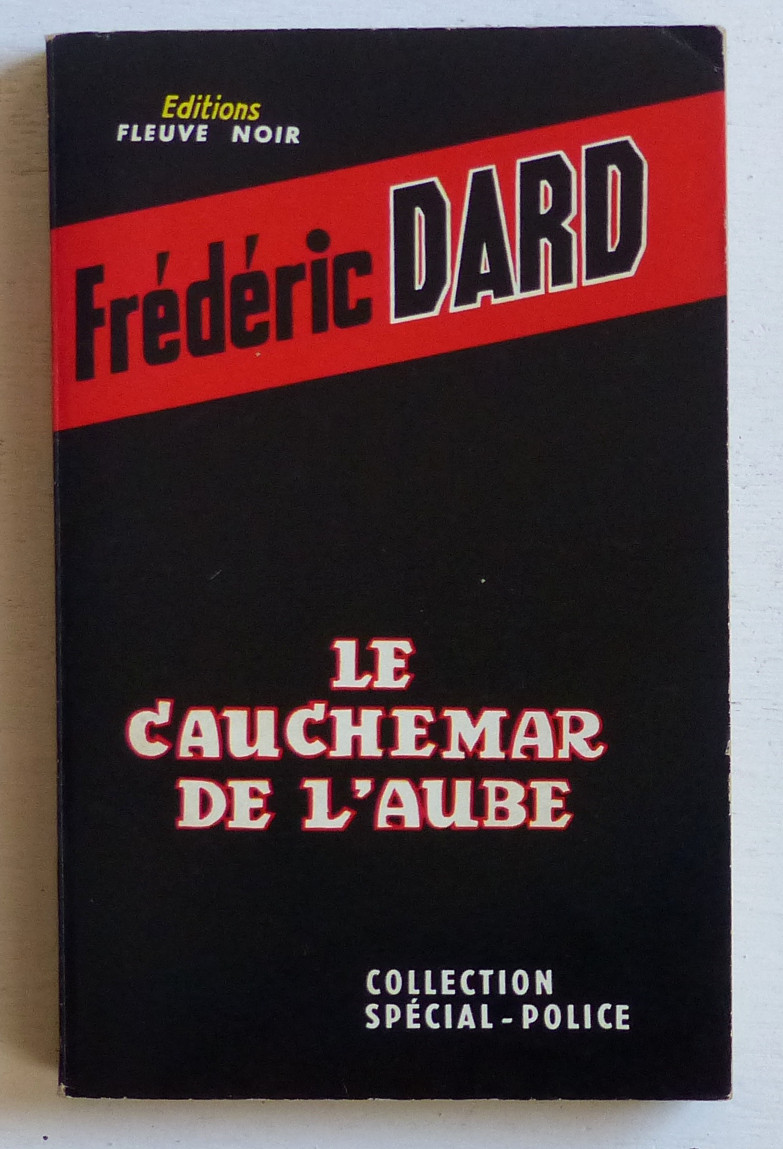 Editions
FLEUVE NOIR
Frédéric DARD
LE
CAUCHEMAR
DE L'AUBE
COLLECTION
SPÉCIAL-POLICE